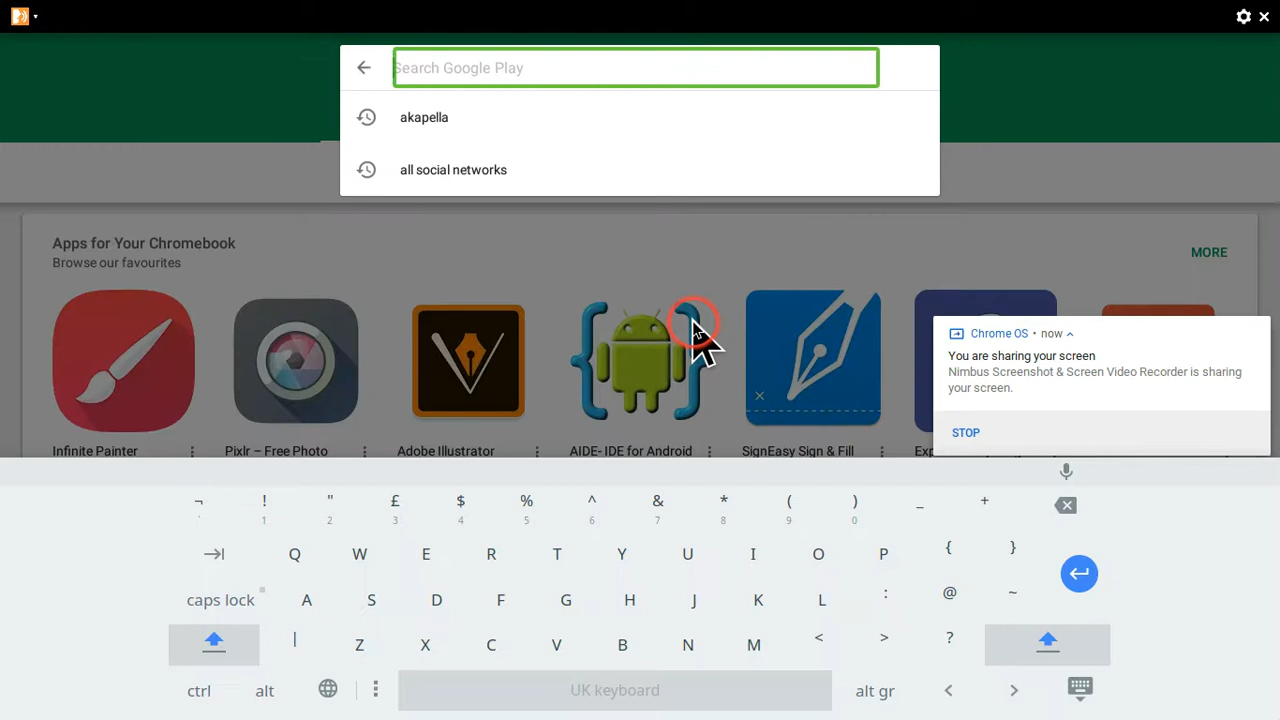 Search Google Play
akapella
all social networks
Apps for Your Chromebook
Browse our favourites
MORE
Infinite Painter
Pixlr – Free Photo
Adobe Illustrator
AIDE- IDE for Android
SignEasy Sign & Fill
Chrome OS • now
You are sharing your screen
Nimbus Screenshot & Screen Video Recorder is sharing
your screen.
STOP
¬ ! " £ $ % ^ & * ( ) _ +
` 1 2 3 4 5 6 7 8 9 0
Q W E R T Y U I O P { }
caps lock A S D F G H J K L : @ ~
| Z X C V B N M < > ?
ctrl alt UK keyboard alt gr